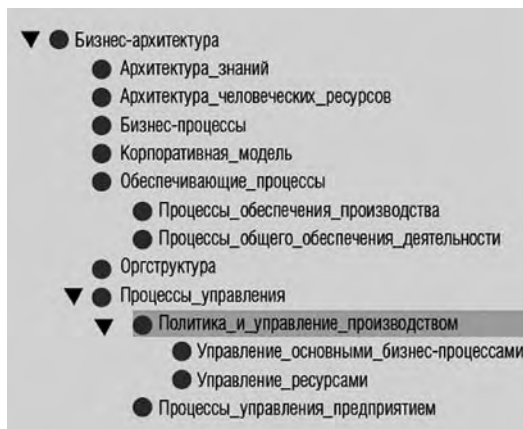 Бизнес-архитектура
Архитектура_знаний
Архитектура_человеческих_ресурсов
Бизнес-процессы
Корпоративная_модель
Обеспечивающие_процессы
Процессы_обеспечения_производства
Процессы_общего_обеспечения_деятельности
Оргструктура
Процессы_управления
Политика_и_управление_производством
Управление_основными_бизнес-процессами
Управление_ресурсами
Процессы_управления_предприятием